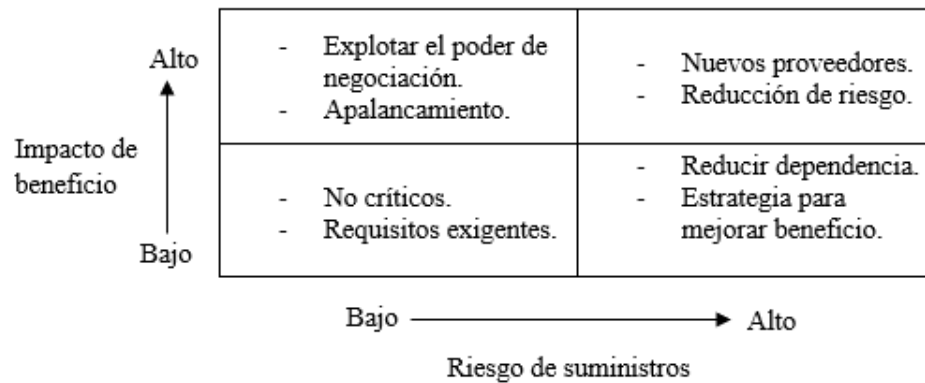 Alto
Impacto de
beneficio
Bajo
- Explotar el poder de
negociación.
- Apalancamiento.
- Nuevos proveedores.
- Reducción de riesgo.
- No críticos.
- Requisitos exigentes.
- Reducir dependencia.
- Estrategia para
mejorar beneficio.
Bajo
Alto
Riesgo de suministros